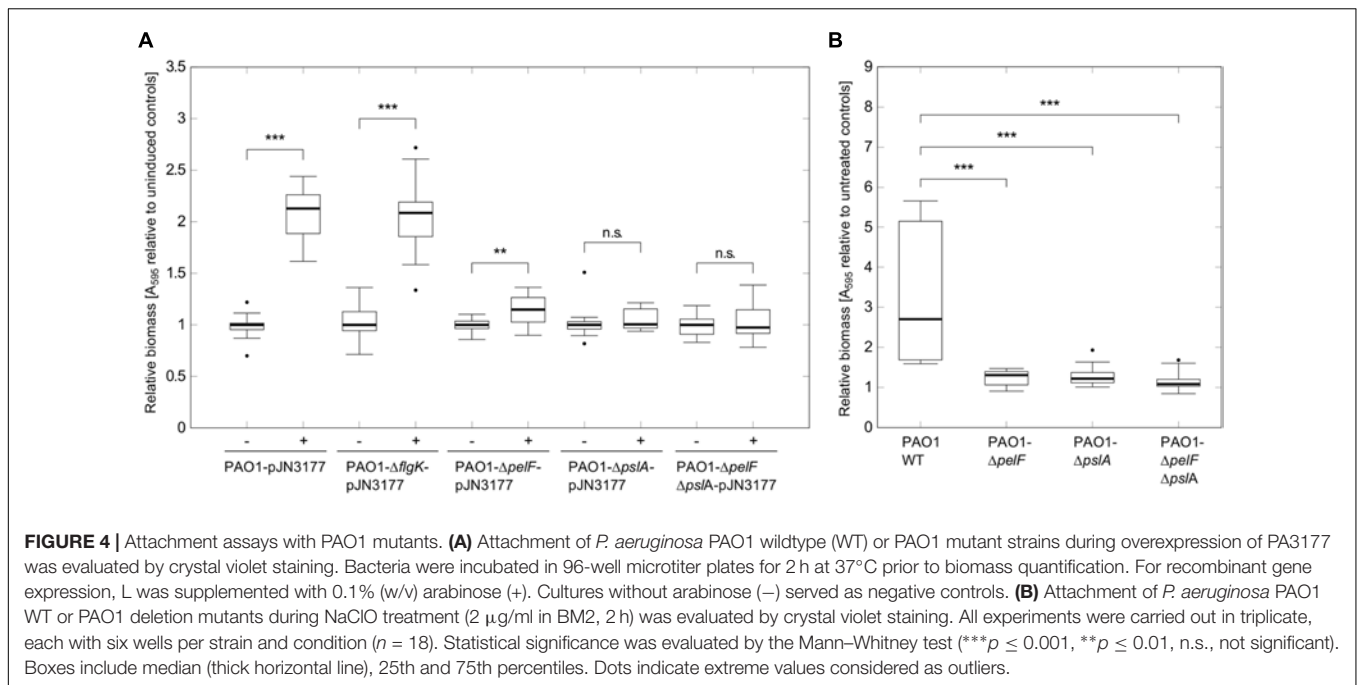 A
B
3.5
3
2.5
2
1.5
1
0.5
0
Relative biomass [A595 relative to uninduced controls]
***
***
**
n.s.
n.s.
- + - + - + - + - +
PAO1-pJN3177
PAO1-ΔflgK-
pJN3177
PAO1-ΔpelF-
pJN3177
PAO1-ΔpslA-
pJN3177
PAO1-ΔpelF
ΔpslA-pJN3177
9
8
7
6
5
4
3
2
1
0
Relative biomass [A595 relative to untreated controls]
***
***
***
PAO1
WT
PAO1-
ΔpelF
PAO1-
ΔpslA
PAO1-
ΔpelF
ΔpslA
FIGURE 4 | Attachment assays with PAO1 mutants. (A) Attachment of P. aeruginosa PAO1 wildtype (WT) or PAO1 mutant strains during overexpression of PA3177
was evaluated by crystal violet staining. Bacteria were incubated in 96-well microtiter plates for 2 h at 37°C prior to biomass quantification. For recombinant gene
expression, L was supplemented with 0.1% (w/v) arabinose (+). Cultures without arabinose (−) served as negative controls. (B) Attachment of P. aeruginosa PAO1
WT or PAO1 deletion mutants during NaClO treatment (2 μg/ml in BM2, 2 h) was evaluated by crystal violet staining. All experiments were carried out in triplicate,
each with six wells per strain and condition (n = 18). Statistical significance was evaluated by the Mann–Whitney test (***p ≤ 0.001, **p ≤ 0.01, n.s., not significant).
Boxes include median (thick horizontal line), 25th and 75th percentiles. Dots indicate extreme values considered as outliers.